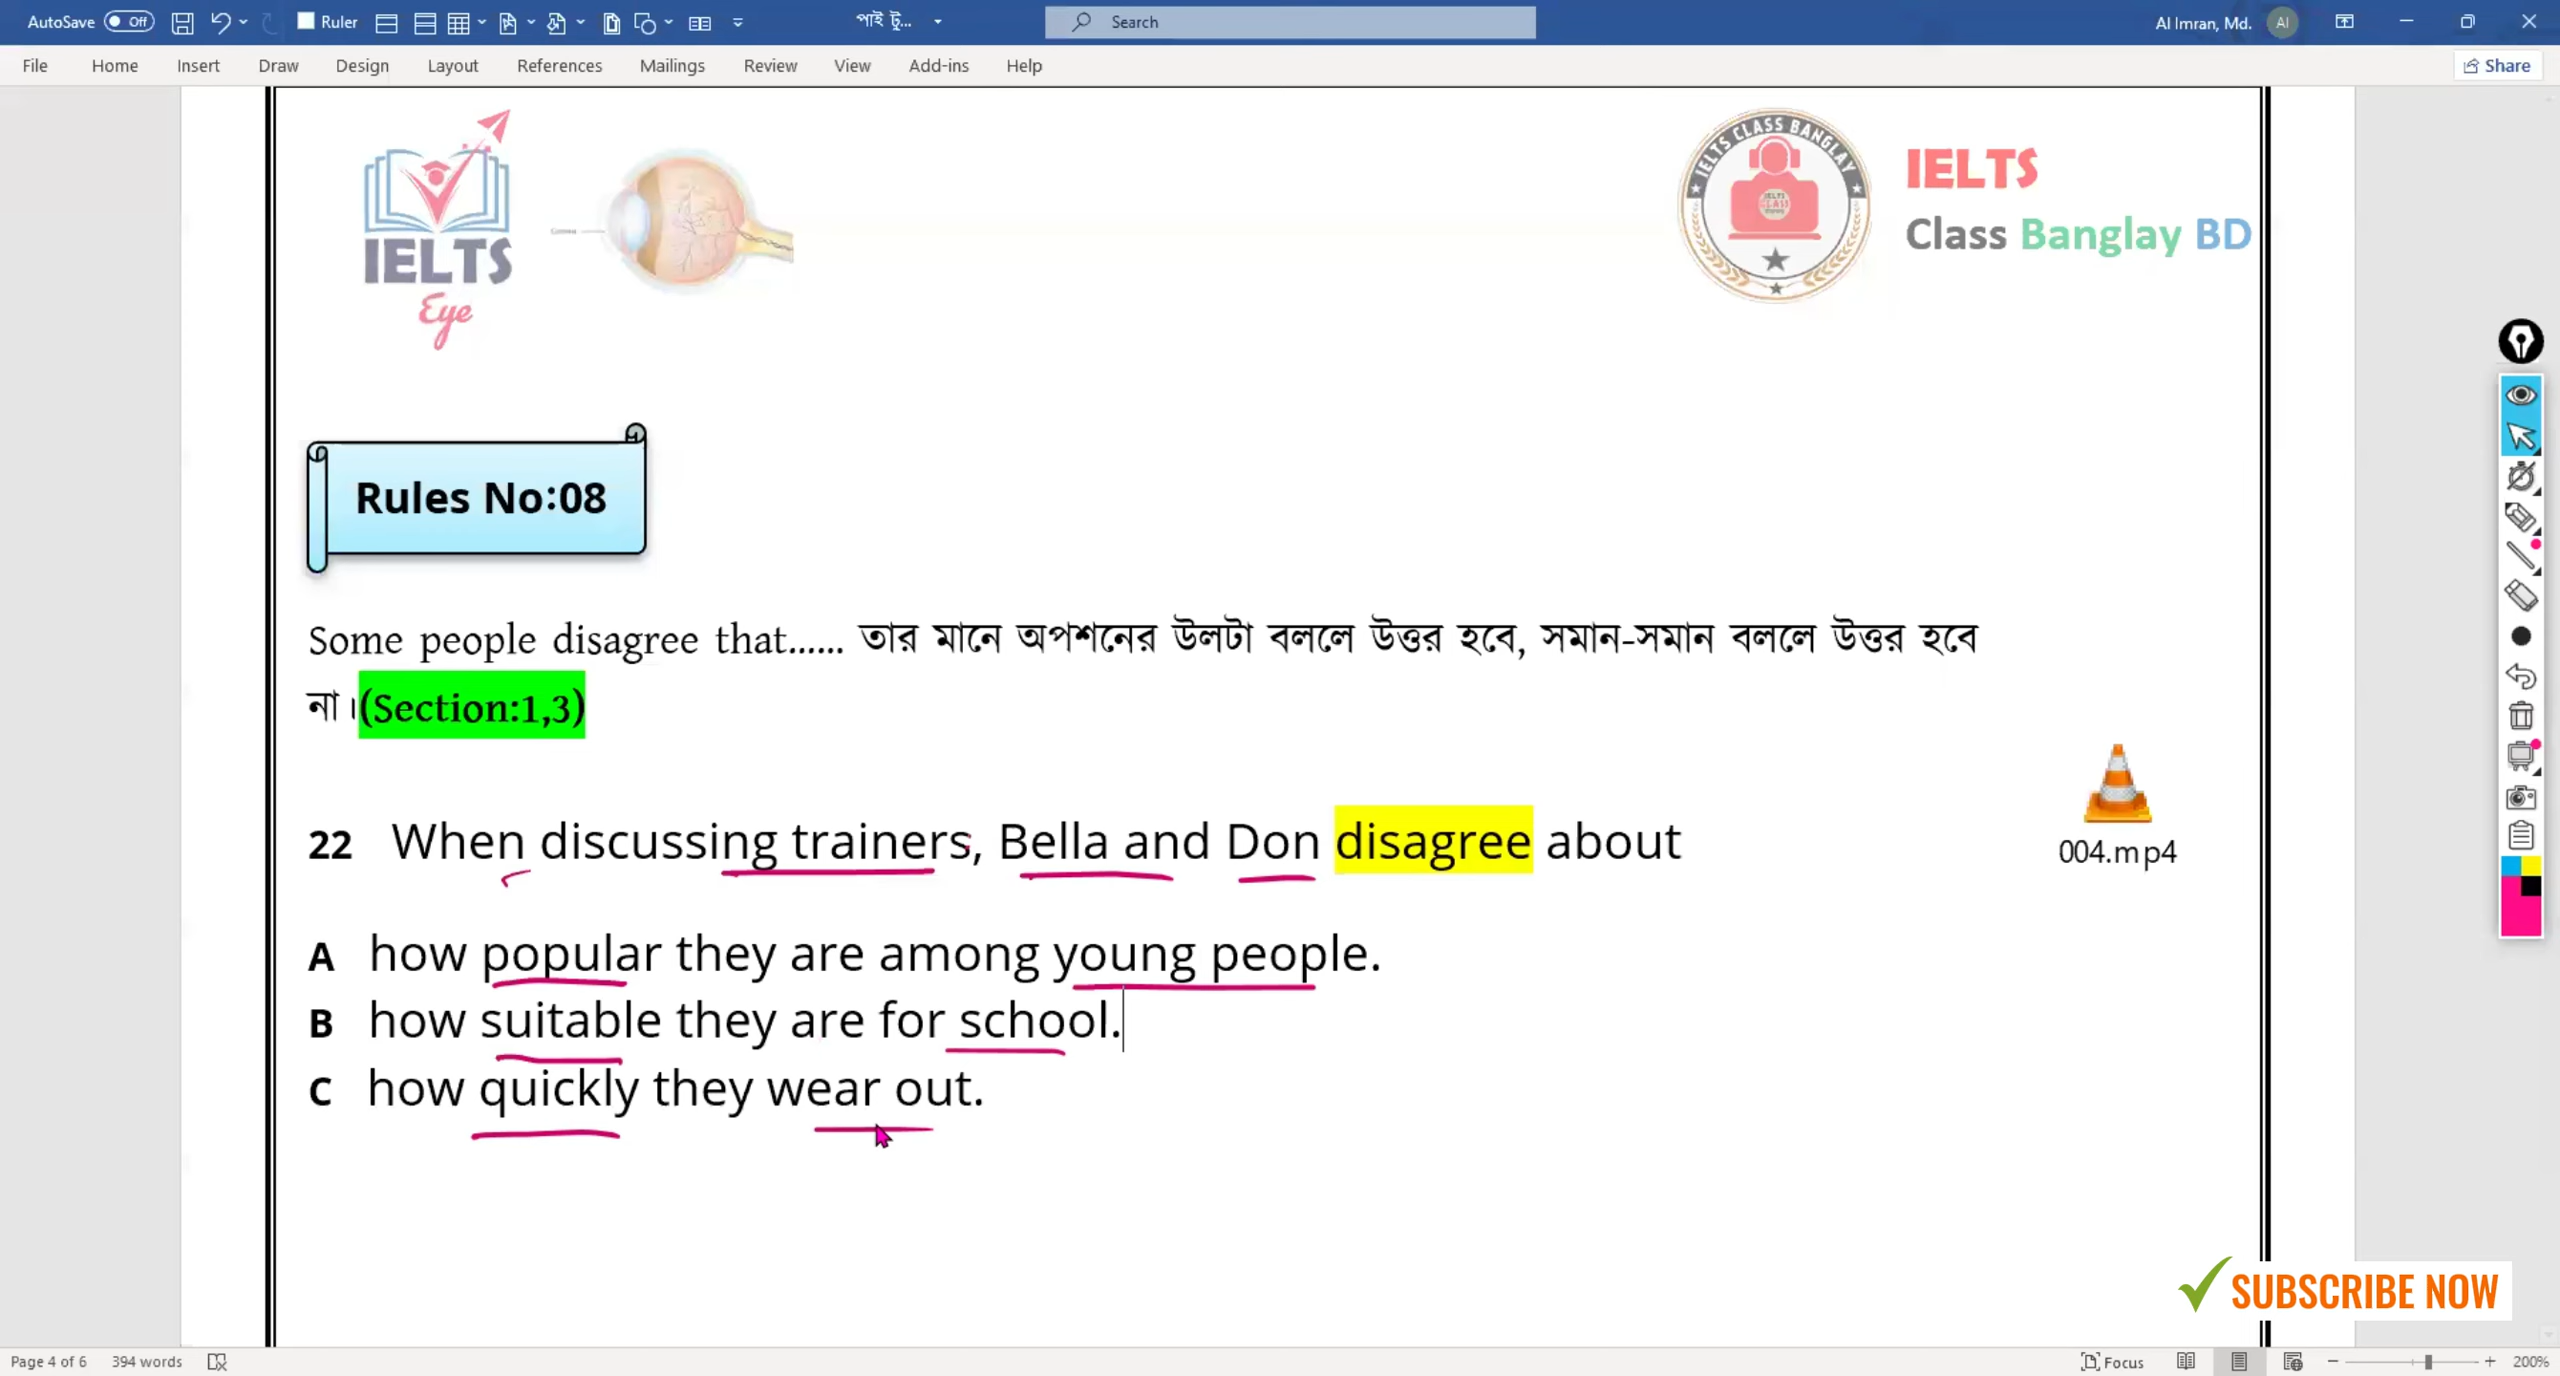 AutoSave Off Ruler পাই টু... Search Al Imran, Md. AI
File Home Insert Draw Design Layout References Mailings Review View Add-ins Help Share
IELTS
Eye
IELTS CLASS BANGLAY
IELTS
Class Banglay BD
Rules No:08
Some people disagree that...... তার মানে অপশনের উলটা বললে উত্তর হবে, সমান-সমান বললে উত্তর হবে
না।(Section:1,3)
22 When discussing trainers, Bella and Don disagree about
004.mp4
A how popular they are among young people.
B how suitable they are for school.
C how quickly they wear out.
SUBSCRIBE NOW
Page 4 of 6 394 words Focus 200%